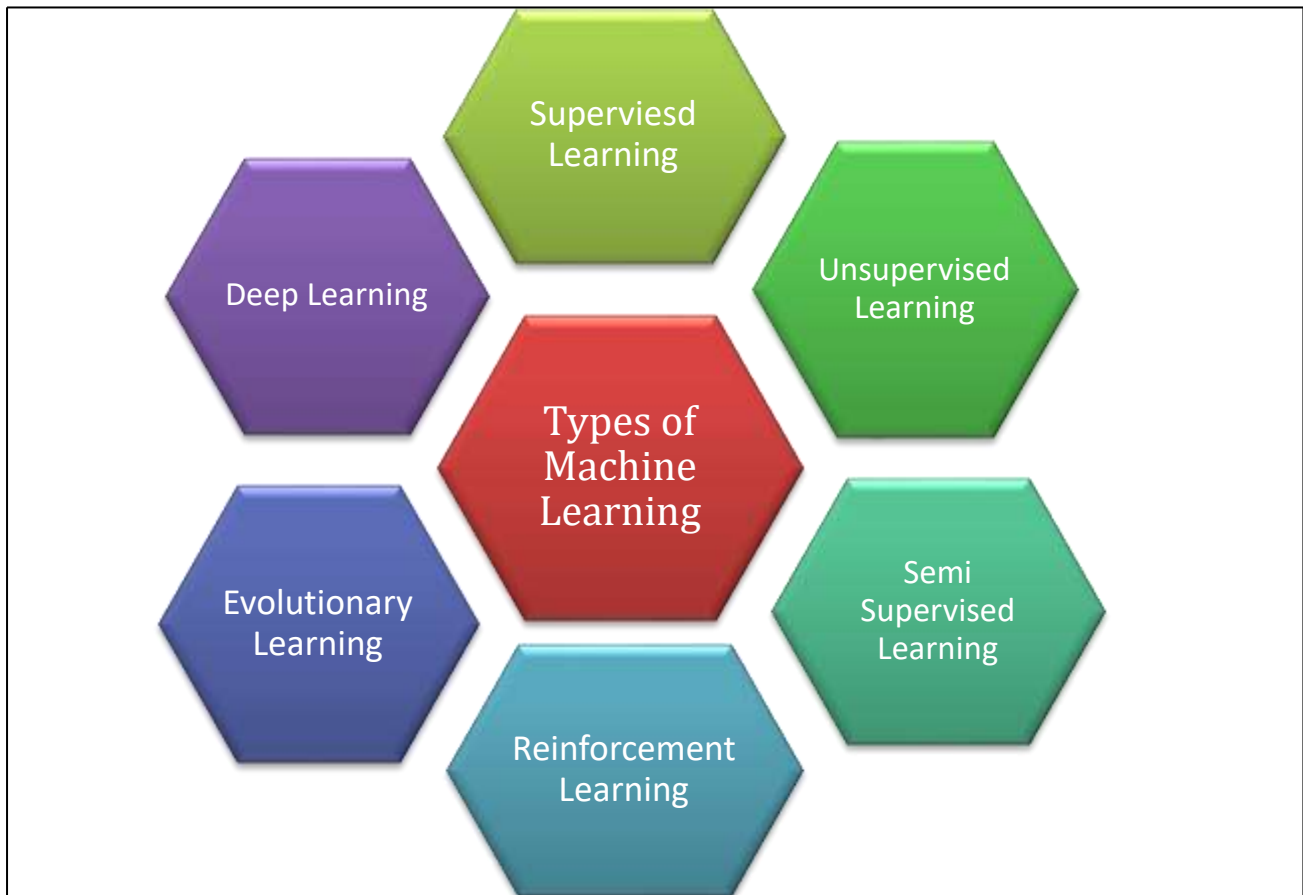 Superviesd
Learning
Unsupervised
Learning
Semi
Supervised
Learning
Reinforcement
Learning
Evolutionary
Learning
Deep Learning
Types of
Machine
Learning